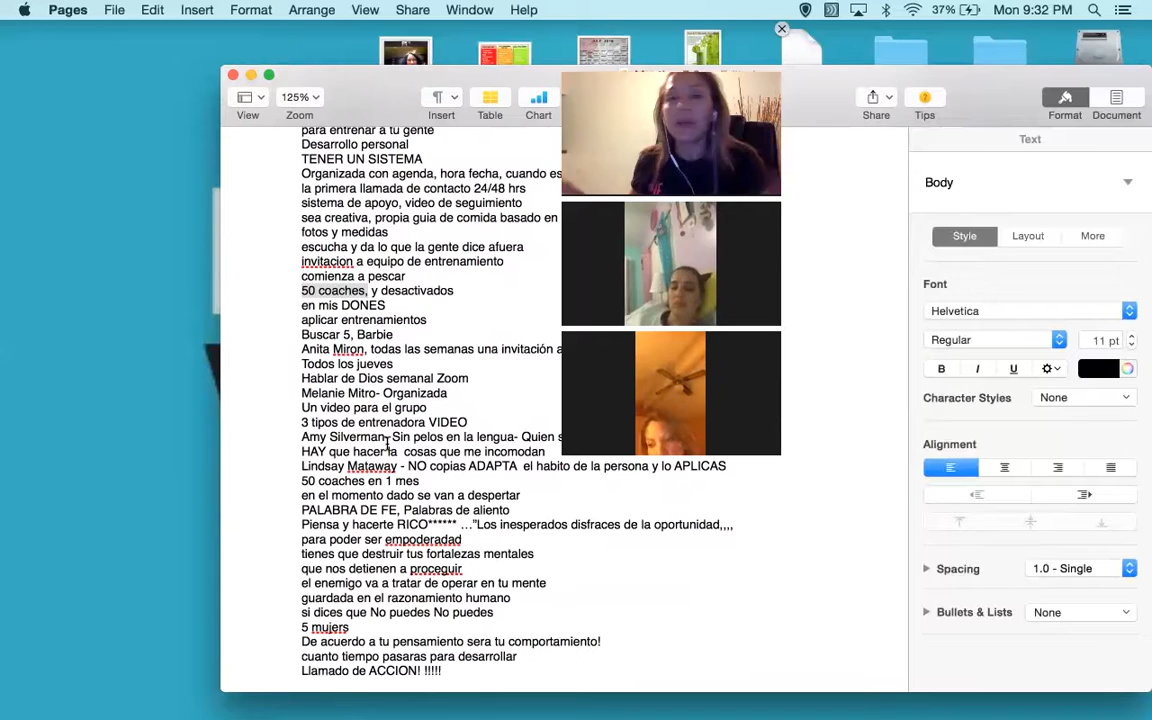 Pages File Edit Insert Format Arrange View Share Window Help 37% Mon 9:32 PM
125%
View Zoom Insert Table Chart Share Tips Format Document
para entrenar a tu gente
Desarrollo personal
TENER UN SISTEMA
Organizada con agenda, hora fecha, cuando es
la primera llamada de contacto 24/48 hrs
sistema de apoyo, video de seguimiento
sea creativa, propia guia de comida basado en
fotos y medidas
escucha y da lo que la gente dice afuera
invitacion a equipo de entrenamiento
comienza a pescar
50 coaches, y desactivados
en mis DONES
aplicar entrenamientos
Buscar 5, Barbie
Anita Miron, todas las semanas una invitación a
Todos los jueves
Hablar de Dios semanal Zoom
Melanie Mitro- Organizada
Un video para el grupo
3 tipos de entrenadora VIDEO
Amy Silverman- Sin pelos en la lengua- Quien s
HAY que hacer la cosas que me incomodan
Lindsay Mataway - NO copias ADAPTA el habito de la persona y lo APLICAS
50 coaches en 1 mes
en el momento dado se van a despertar
PALABRA DE FE, Palabras de aliento
Piensa y hacerte RICO****** …"Los inesperados disfraces de la oportunidad,,,,
para poder ser empoderadad
tienes que destruir tus fortalezas mentales
que nos detienen a proceguir
el enemigo va a tratar de operar en tu mente
guardada en el razonamiento humano
si dices que No puedes No puedes
5 mujers
De acuerdo a tu pensamiento sera tu comportamiento!
cuanto tiempo pasaras para desarrollar
Llamado de ACCION! !!!!!
Text
Body
Style Layout More
Font
Helvetica
Regular 11 pt
B I U
Character Styles None
Alignment
Spacing 1.0 - Single
Bullets & Lists None